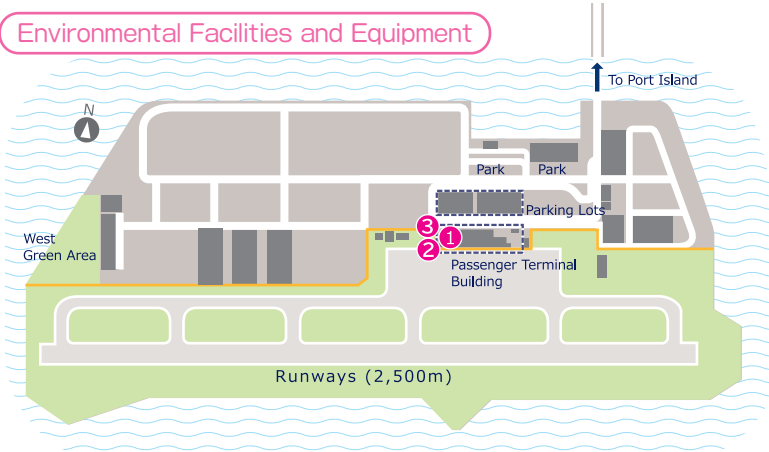 Environmental Facilities and Equipment
To Port Island
N
Park
Park
Parking Lots
West
Green Area
3
1
2
Passenger Terminal
Building
Runways (2,500m)